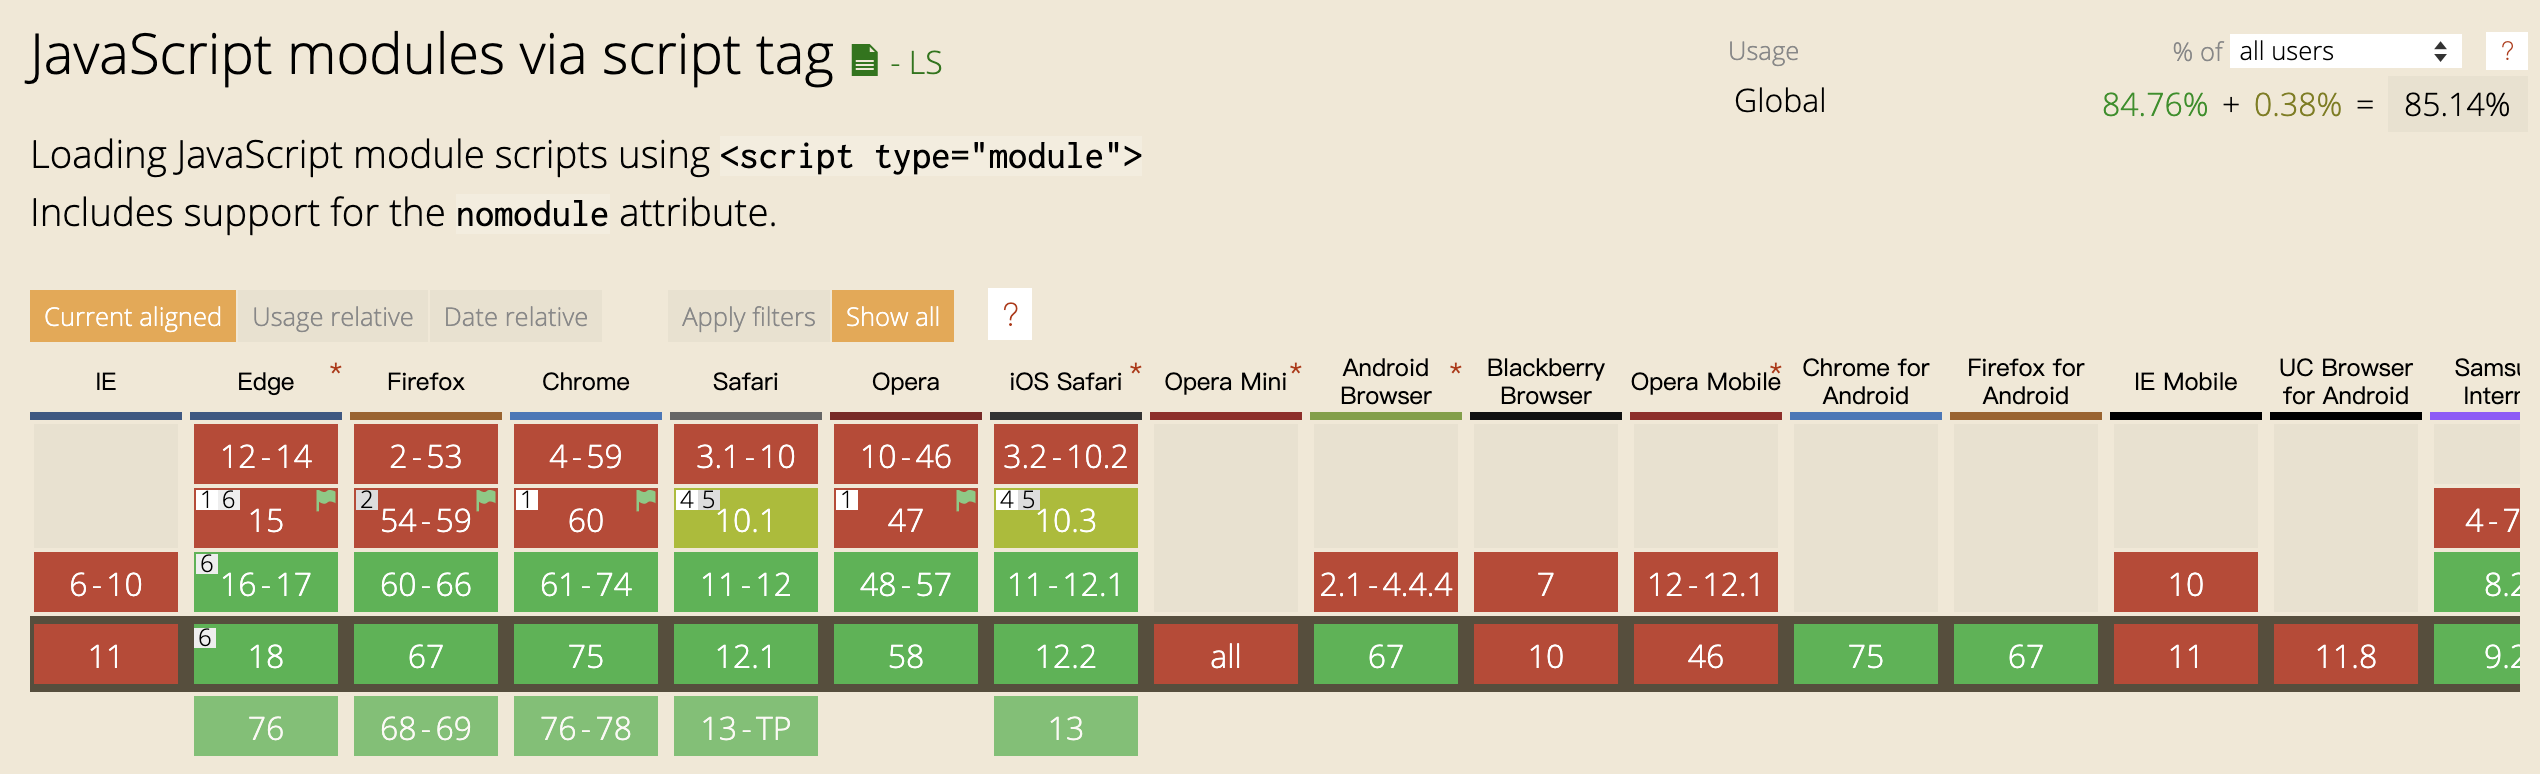 JavaScript modules via script tag - LS
Usage % of all users ?
Global 84.76% + 0.38% = 85.14%
Loading JavaScript module scripts using <script type="module">
Includes support for the nomodule attribute.
Current aligned Usage relative Date relative Apply filters Show all ?
IE Edge * Firefox Chrome Safari Opera iOS Safari * Opera Mini * Android Browser * Blackberry Browser Opera Mobile * Chrome for Android Firefox for Android IE Mobile UC Browser for Android
12-14 2-53 4-59 3.1-10 10-46 3.2-10.2
1 6 15 2 54-59 1 60 4 5 10.1 1 47 4 5 10.3 4-7
6-10 6 16-17 60-66 61-74 11-12 48-57 11-12.1 2.1-4.4.4 7 12-12.1 10 8.2
11 6 18 67 75 12.1 58 12.2 all 67 10 46 75 67 11 11.8 9.2
76 68-69 76-78 13-TP 13